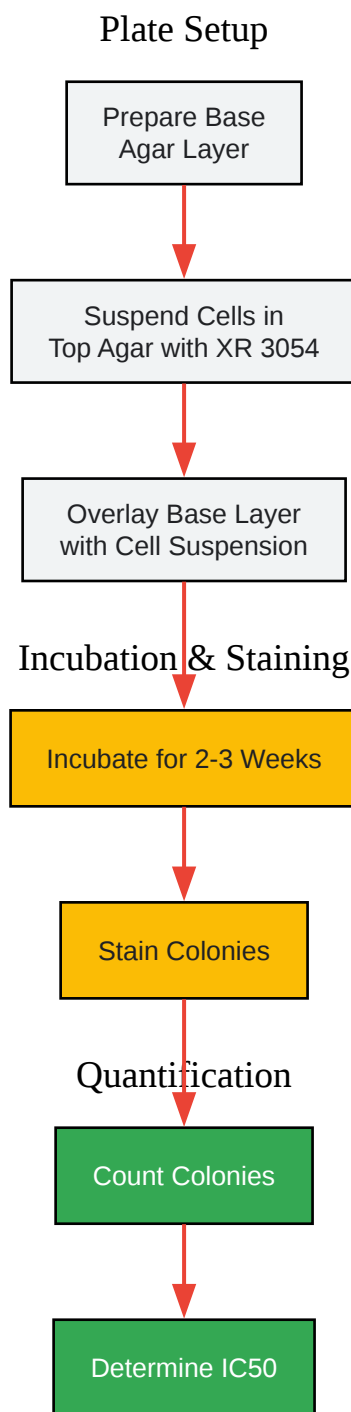 Plate Setup
Prepare Base
Agar Layer
Suspend Cells in
Top Agar with XR 3054
Overlay Base Layer
with Cell Suspension
Incubation & Staining
Incubate for 2-3 Weeks
Stain Colonies
Quantification
Count Colonies
Determine IC50